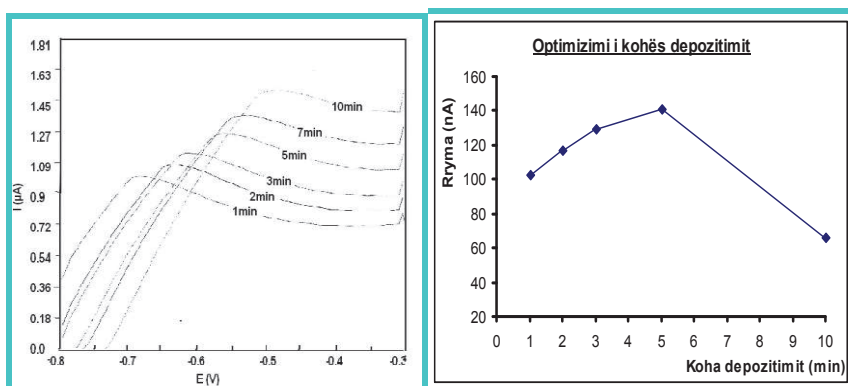 1.81
1.63
1.45
1.27
1.09
0.9
0.72
0.54
0.36
0.18
0.0
I (µA)
10min
7min
5min
3min
2min
1min
-0.8
-0.7
-0.6
-0.5
-0.4
-0.3
E (V)
Optimizimi i kohës depozitimit
Rryma (nA)
160
140
120
100
80
60
40
20
0 1 2 3 4 5 6 7 8 9 10
Koha depozitimit (min)